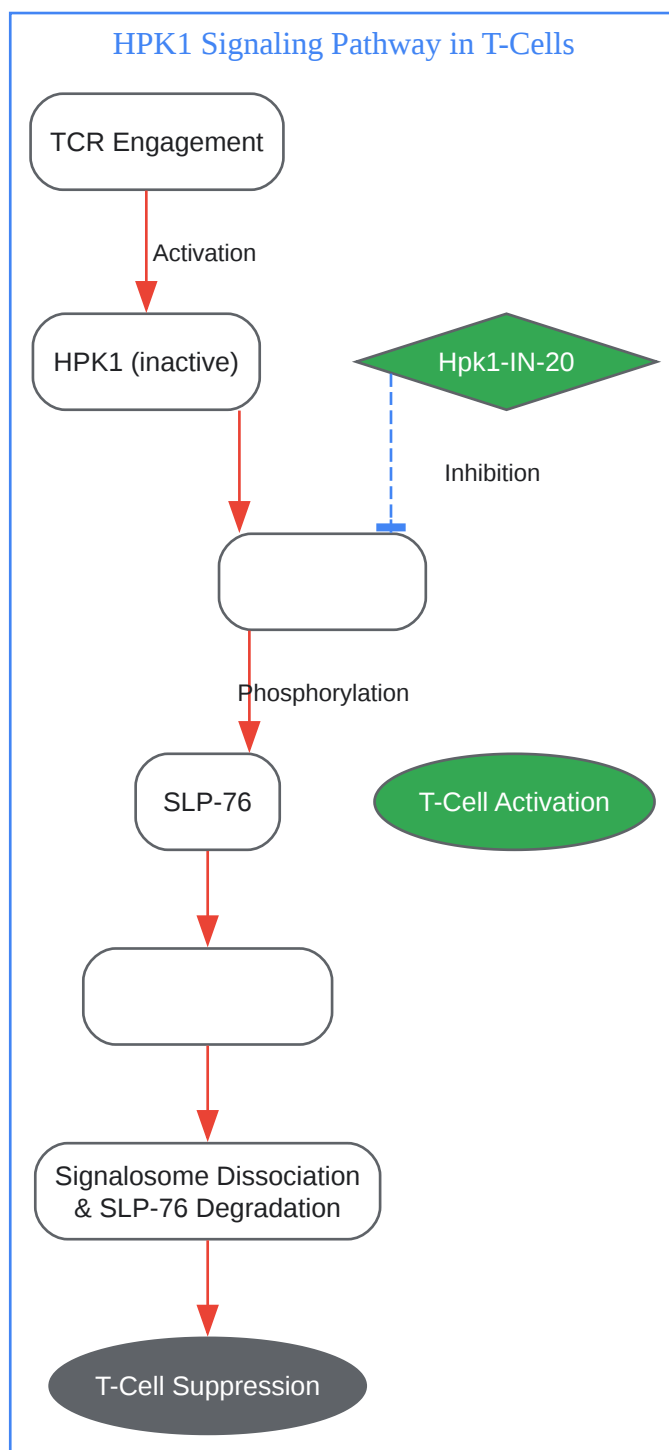 HPK1 Signaling Pathway in T-Cells
TCR Engagement
Activation
HPK1 (inactive)
Hpk1-IN-20
Inhibition
Phosphorylation
SLP-76
T-Cell Activation
Signalosome Dissociation
& SLP-76 Degradation
T-Cell Suppression